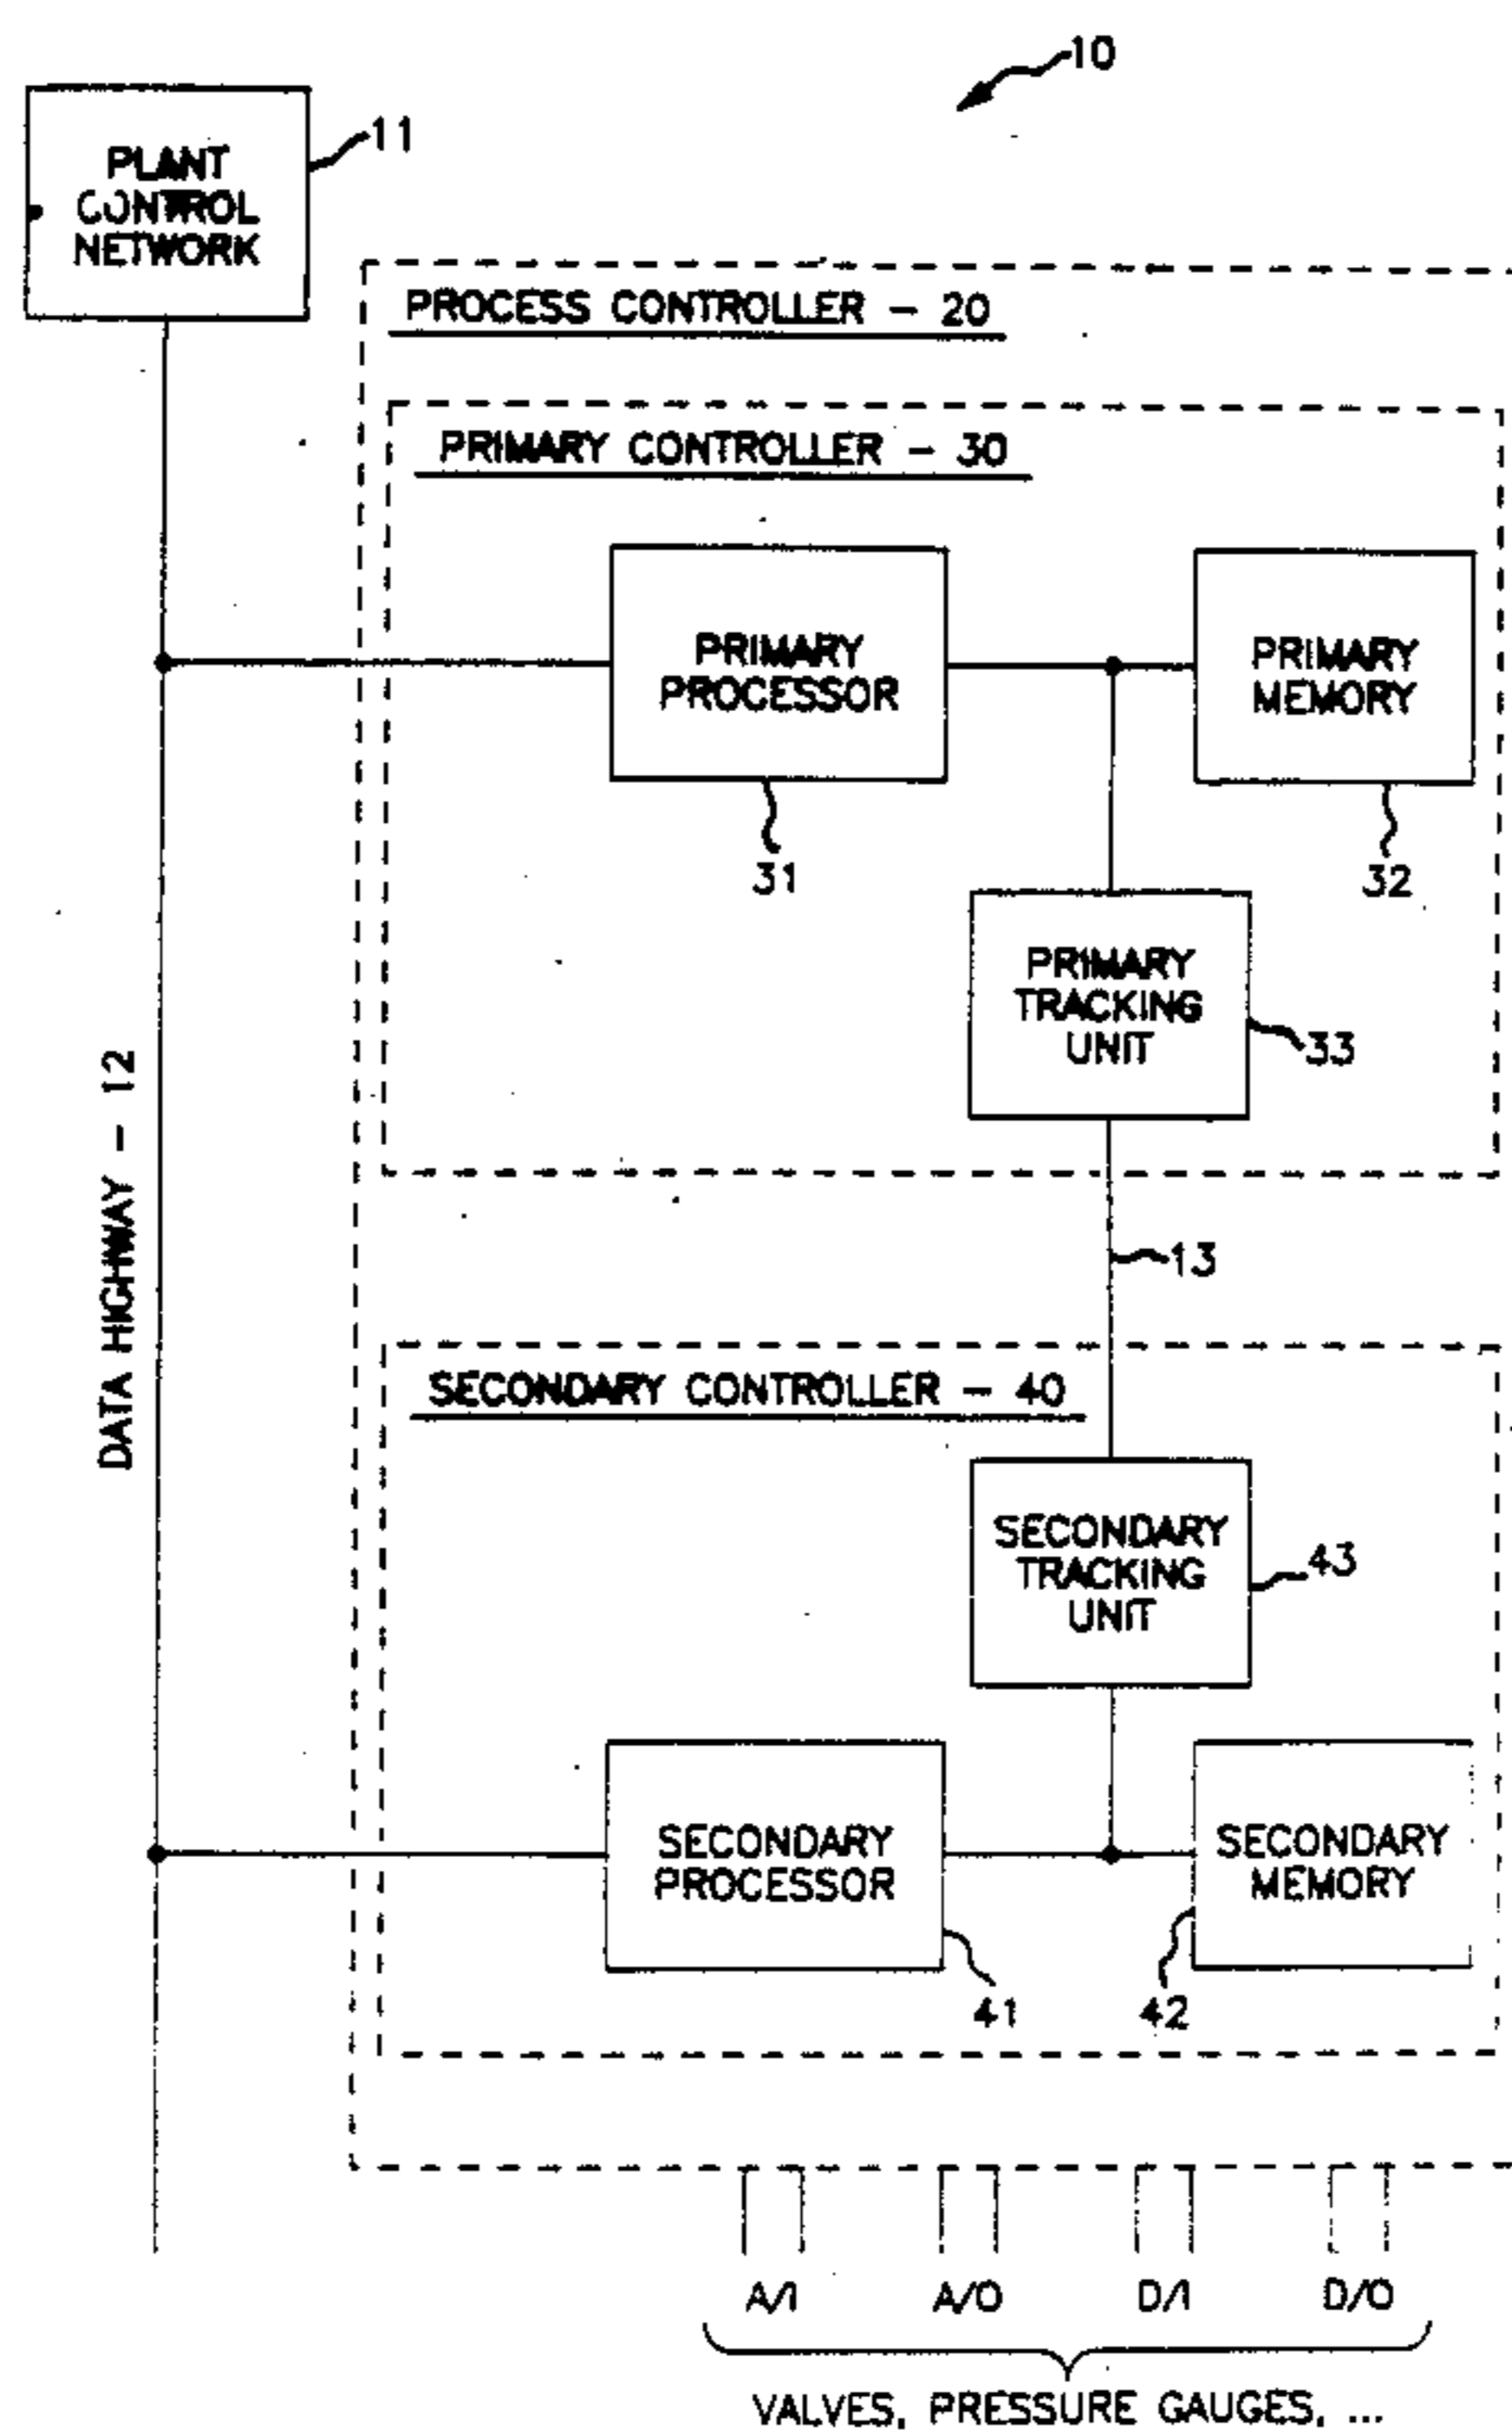 10
PLANT
CONTROL
NETWORK
11
PROCESS CONTROLLER - 20
PRIMARY CONTROLLER - 30
PRIMARY
PROCESSOR
31
PRIMARY
MEMORY
32
PRIMARY
TRACKING
UNIT
33
DATA HIGHWAY - 12
13
SECONDARY CONTROLLER - 40
SECONDARY
TRACKING
UNIT
43
SECONDARY
PROCESSOR
41
SECONDARY
MEMORY
42
A/I
A/O
D/I
D/O
VALVES, PRESSURE GAUGES, ...